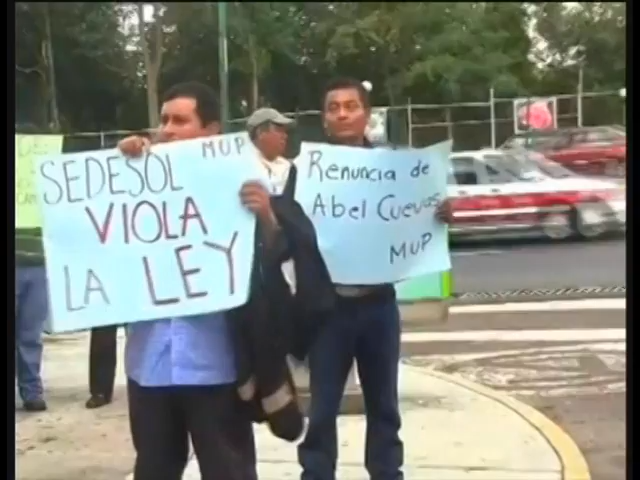 SEDESOL MUP
VIOLA
LA LEY
Renuncia de
Abel Cuevas
MUP